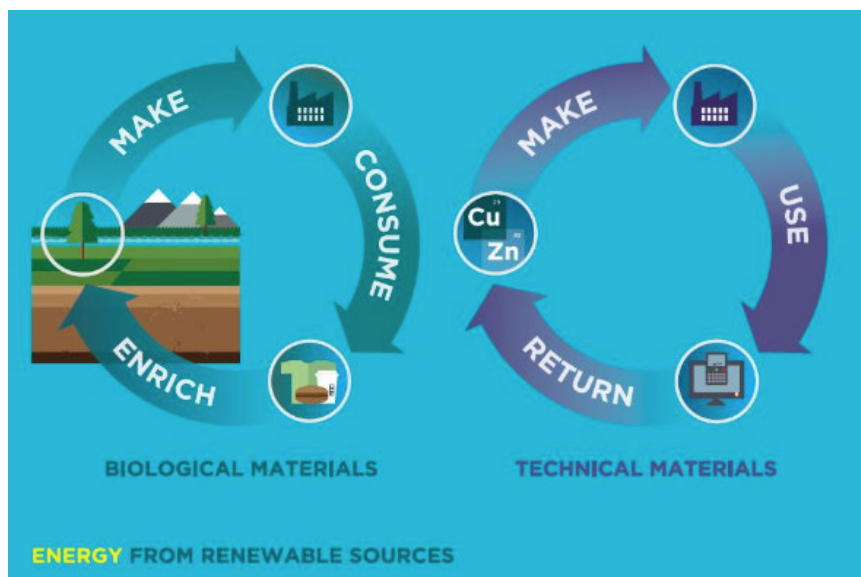 MAKE
CONSUME
ENRICH
BIOLOGICAL MATERIALS
MAKE
USE
RETURN
Cu
Zn
TECHNICAL MATERIALS
ENERGY FROM RENEWABLE SOURCES